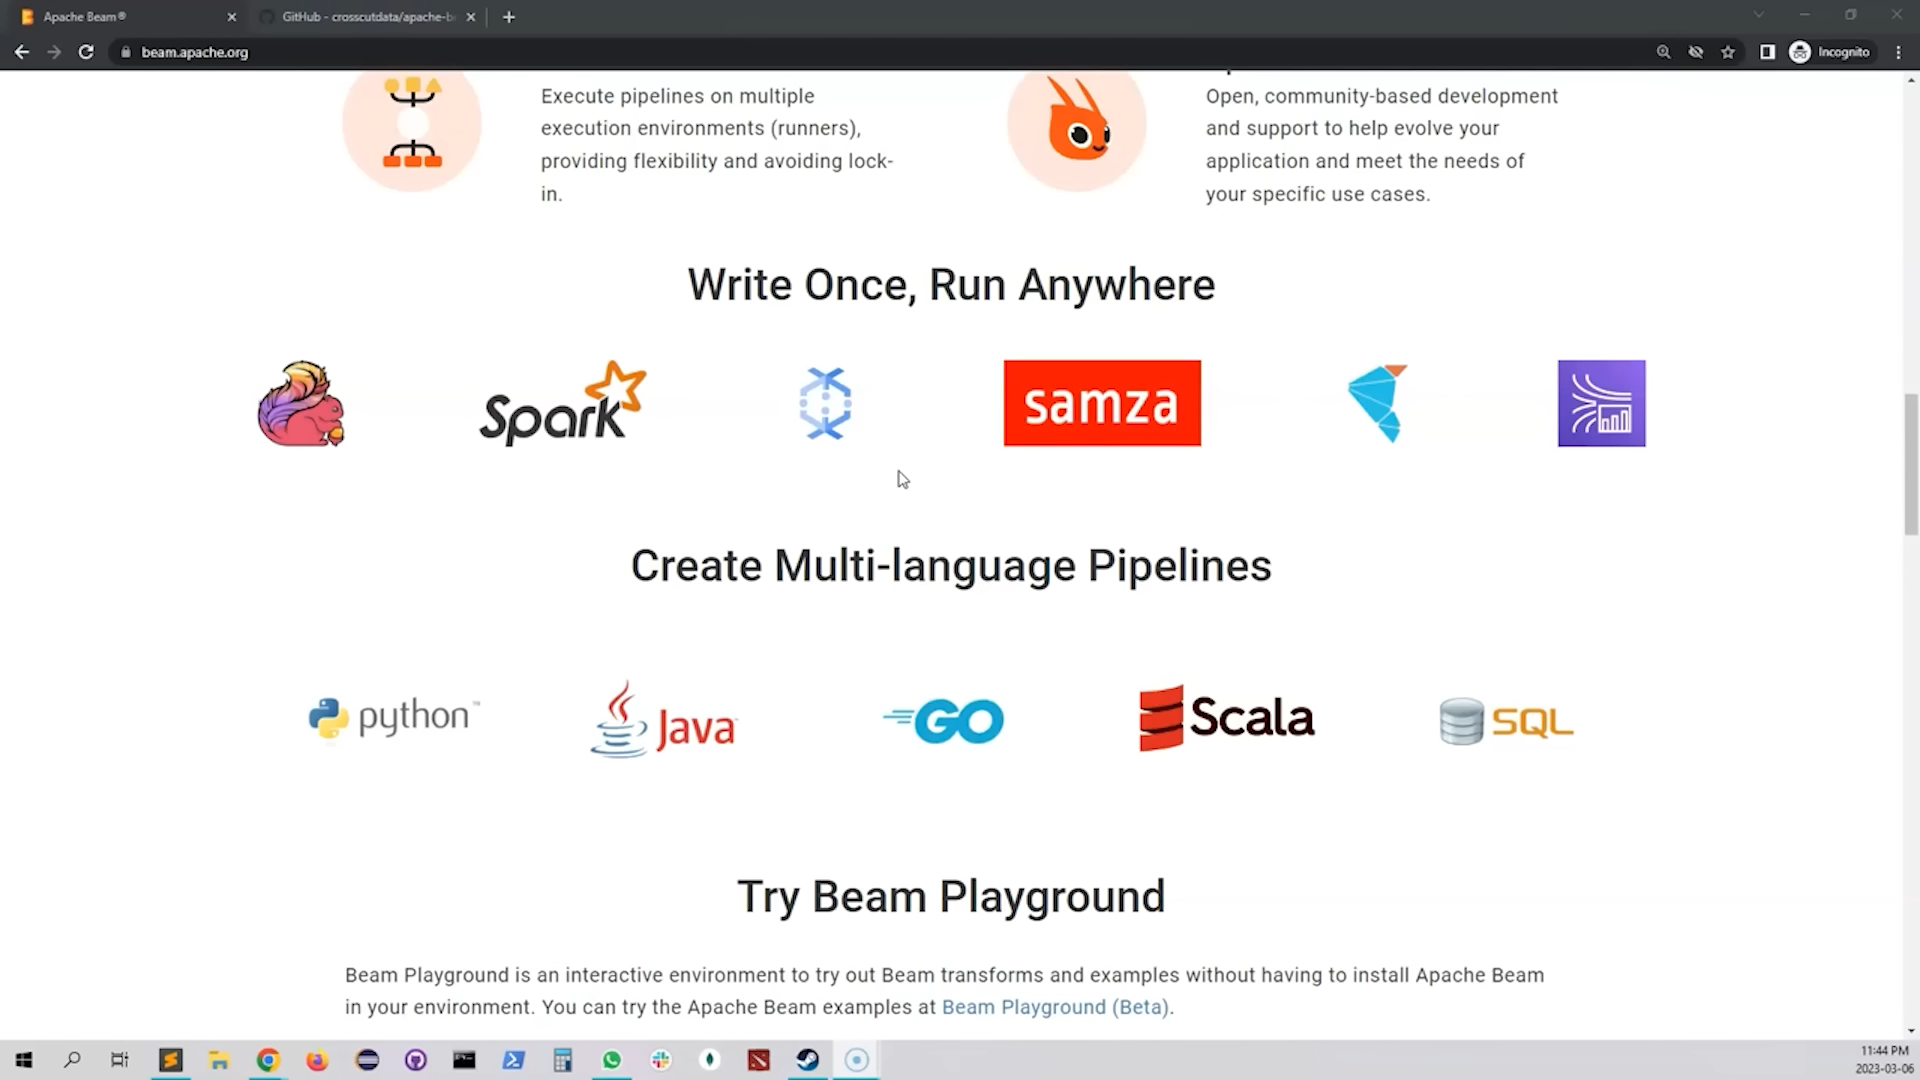 Apache Beam®
GitHub - crosscutdata/apache-be
beam.apache.org
Incognito
Execute pipelines on multiple
execution environments (runners),
providing flexibility and avoiding lock-
in.
Open, community-based development
and support to help evolve your
application and meet the needs of
your specific use cases.
Write Once, Run Anywhere
Spark
samza
Create Multi-language Pipelines
python™
Java
GO
Scala
SQL
Try Beam Playground
Beam Playground is an interactive environment to try out Beam transforms and examples without having to install Apache Beam
in your environment. You can try the Apache Beam examples at Beam Playground (Beta).
11:44 PM
2023-03-06